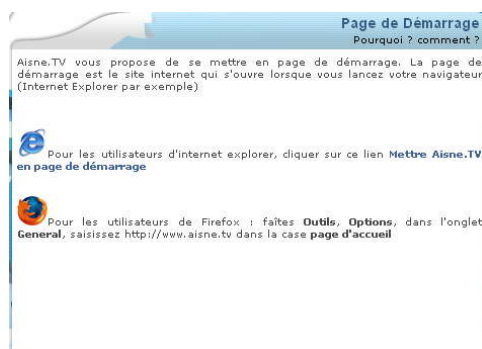 Page de Démarrage
Pourquoi ? comment ?
Aisne.TV vous propose de se mettre en page de démarrage. La page de
démarrage est le site internet qui s'ouvre lorsque vous lancez votre navigateur
(Internet Explorer par exemple)
Pour les utilisateurs d'internet explorer, cliquer sur ce lien Mettre Aisne.TV
en page de démarrage
Pour les utilisateurs de Firefox : faîtes Outils, Options, dans l'onglet
General, saisissez http://www.aisne.tv dans la case page d'accueil